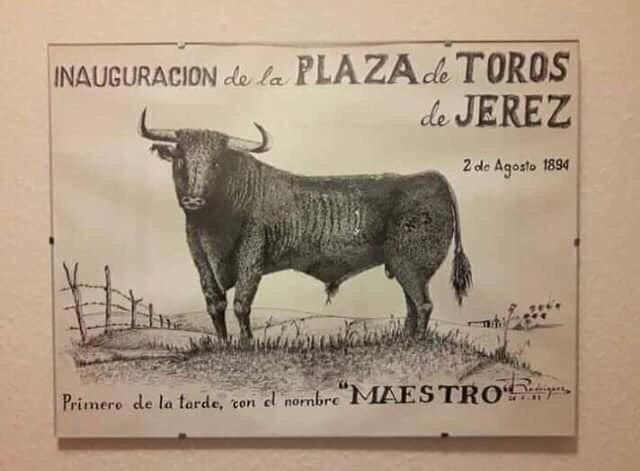 INAUGURACION de la PLAZA de TOROS
de JEREZ
2 de Agosto 1894
Primero de la tarde, con el nombre "MAESTRO"
Rodriguez